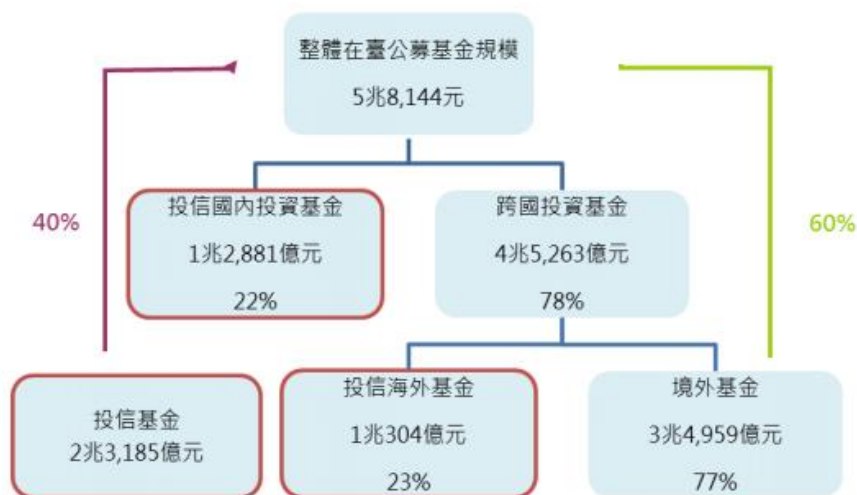 整體在臺公募基金規模
5兆8,144元
40%
60%
投信國內投資基金
1兆2,881億元
22%
跨國投資基金
4兆5,263億元
78%
投信基金
2兆3,185億元
投信海外基金
1兆304億元
23%
境外基金
3兆4,959億元
77%